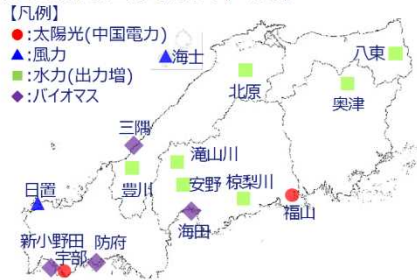 【凡例】
●:太陽光(中国電力)
▲:風力
■:水力(出力増)
◆:バイオマス
海士
八東
北原
奥津
三隅
滝山川
豊川
安野
椋梨川
日置
海田
福山
新小野田
防府
宇部